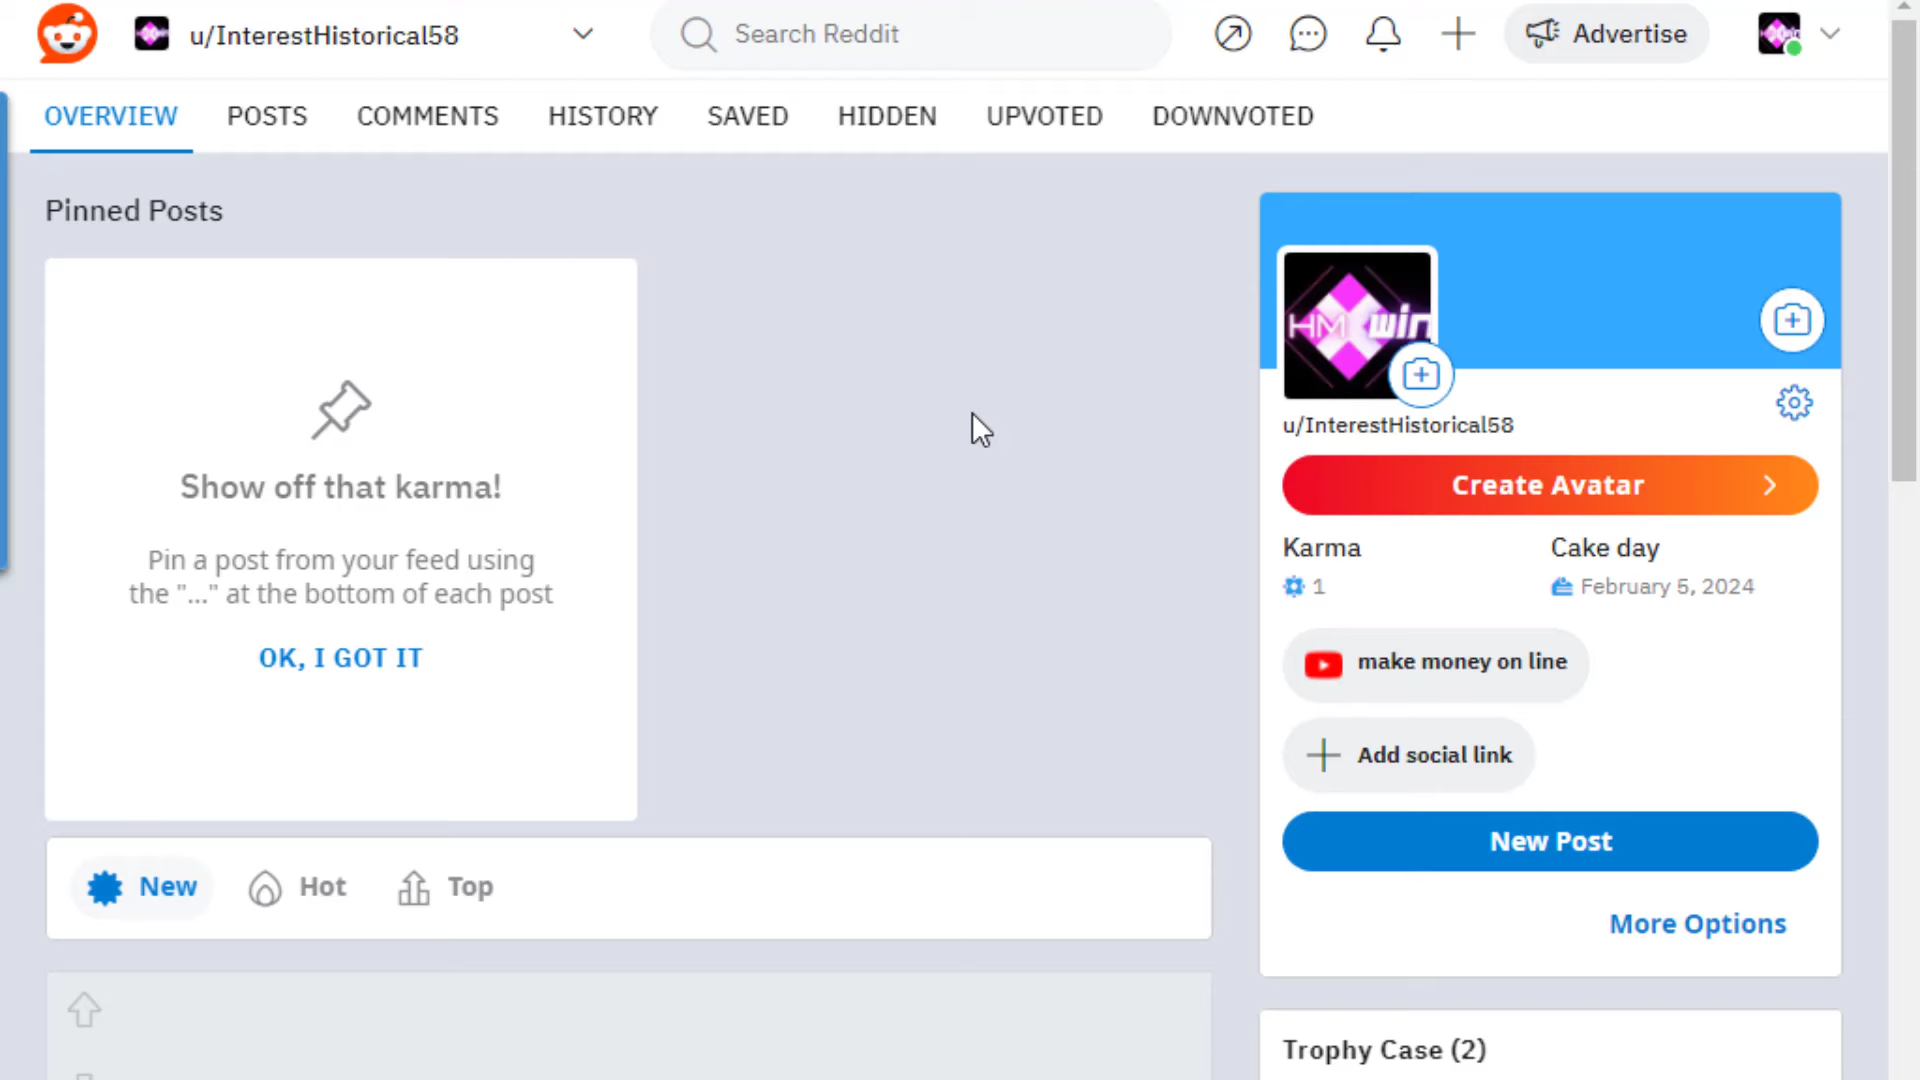 u/InterestHistorical58
Search Reddit
Advertise
OVERVIEW POSTS COMMENTS HISTORY SAVED HIDDEN UPVOTED DOWNVOTED
Pinned Posts
Show off that karma!
Pin a post from your feed using
the "..." at the bottom of each post
OK, I GOT IT
New Hot Top
HM win
u/InterestHistorical58
Create Avatar
Karma Cake day
1 February 5, 2024
make money on line
Add social link
New Post
More Options
Trophy Case (2)